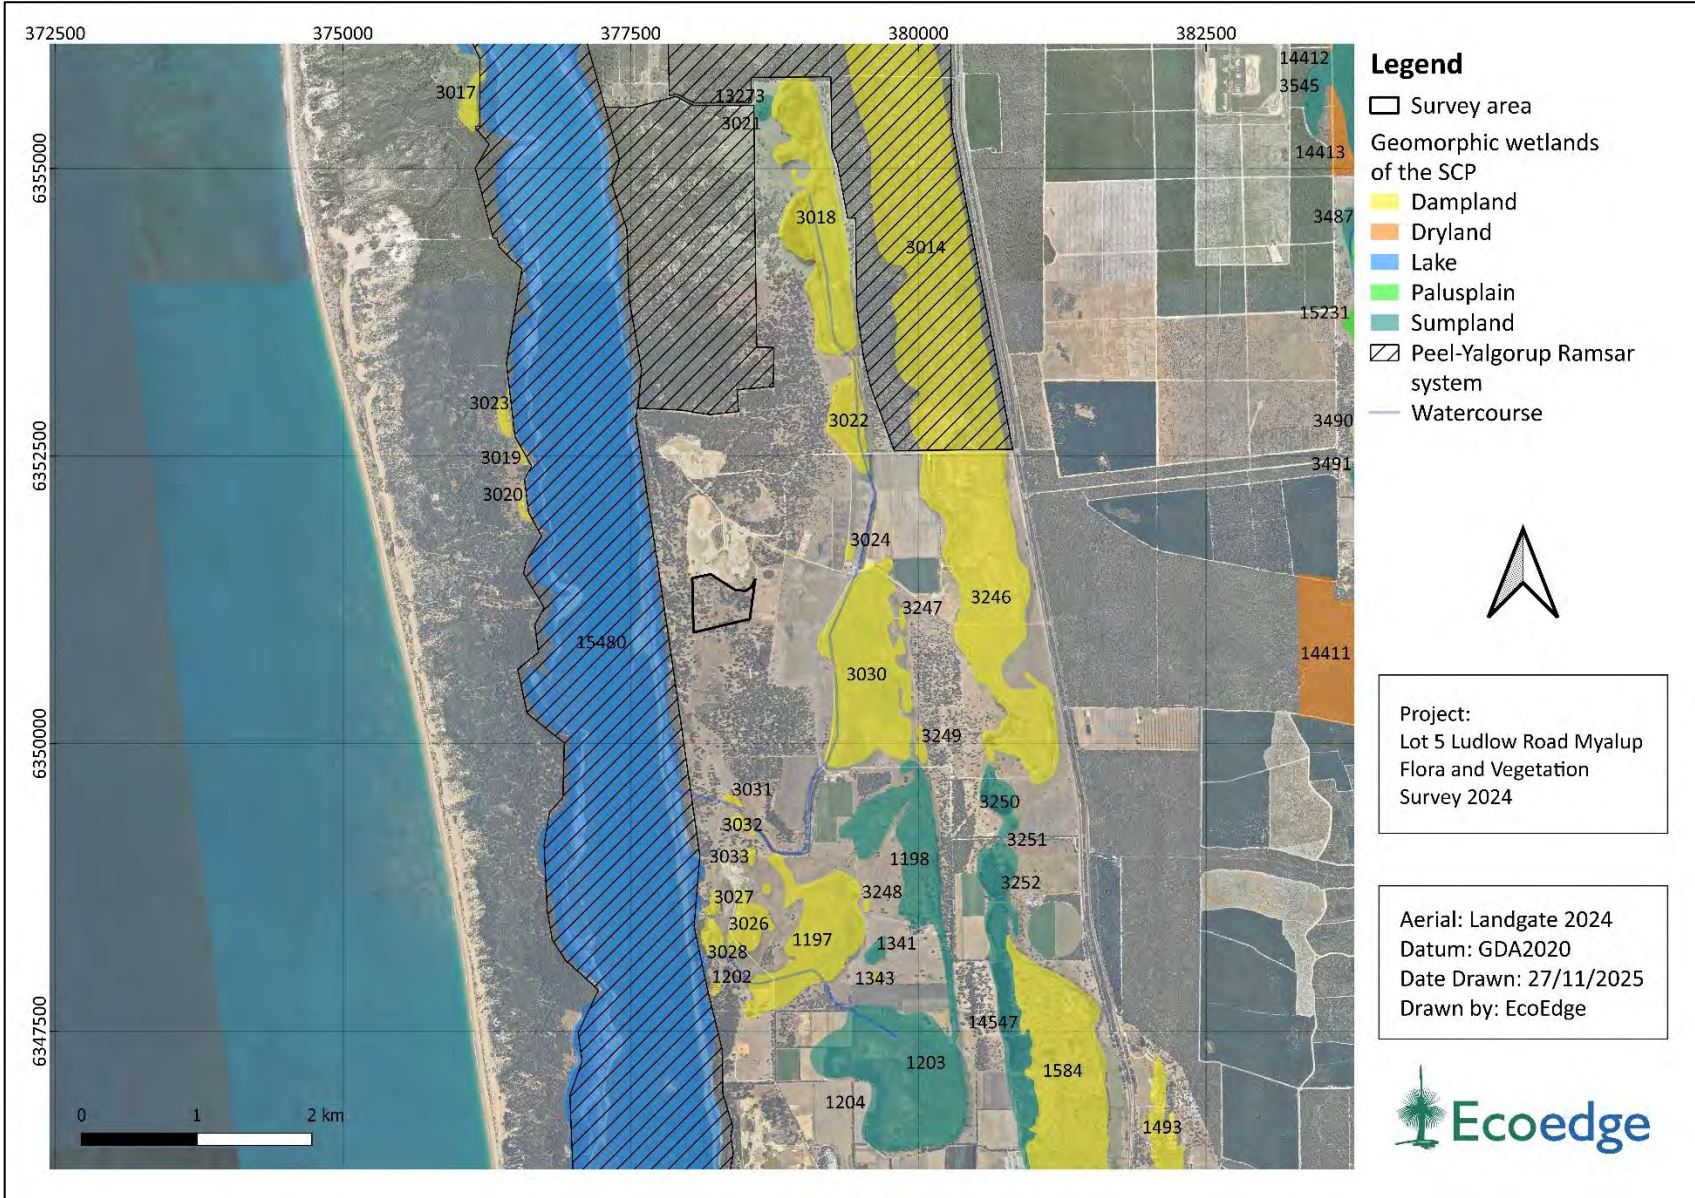 372500
375000
377500
380000
382500
6355000
6352500
6350000
6347500
3017
13273
3021
3018
3014
14412
3545
14413
3487
15231
3023
3022
3490
3019
3491
3020
3024
3247
3246
15480
3030
14411
3249
3031
3250
3032
3251
3033
1198
3252
3027
3248
3026
1197
1341
3028
1202
1343
14547
1203
1584
1204
1493
0 1 2 km
Legend
Survey area
Geomorphic wetlands
of the SCP
Dampland
Dryland
Lake
Palusplain
Sumpland
Peel-Yalgorup Ramsar
system
Watercourse
Project:
Lot 5 Ludlow Road Myalup
Flora and Vegetation
Survey 2024
Aerial: Landgate 2024
Datum: GDA2020
Date Drawn: 27/11/2025
Drawn by: EcoEdge
Ecoedge